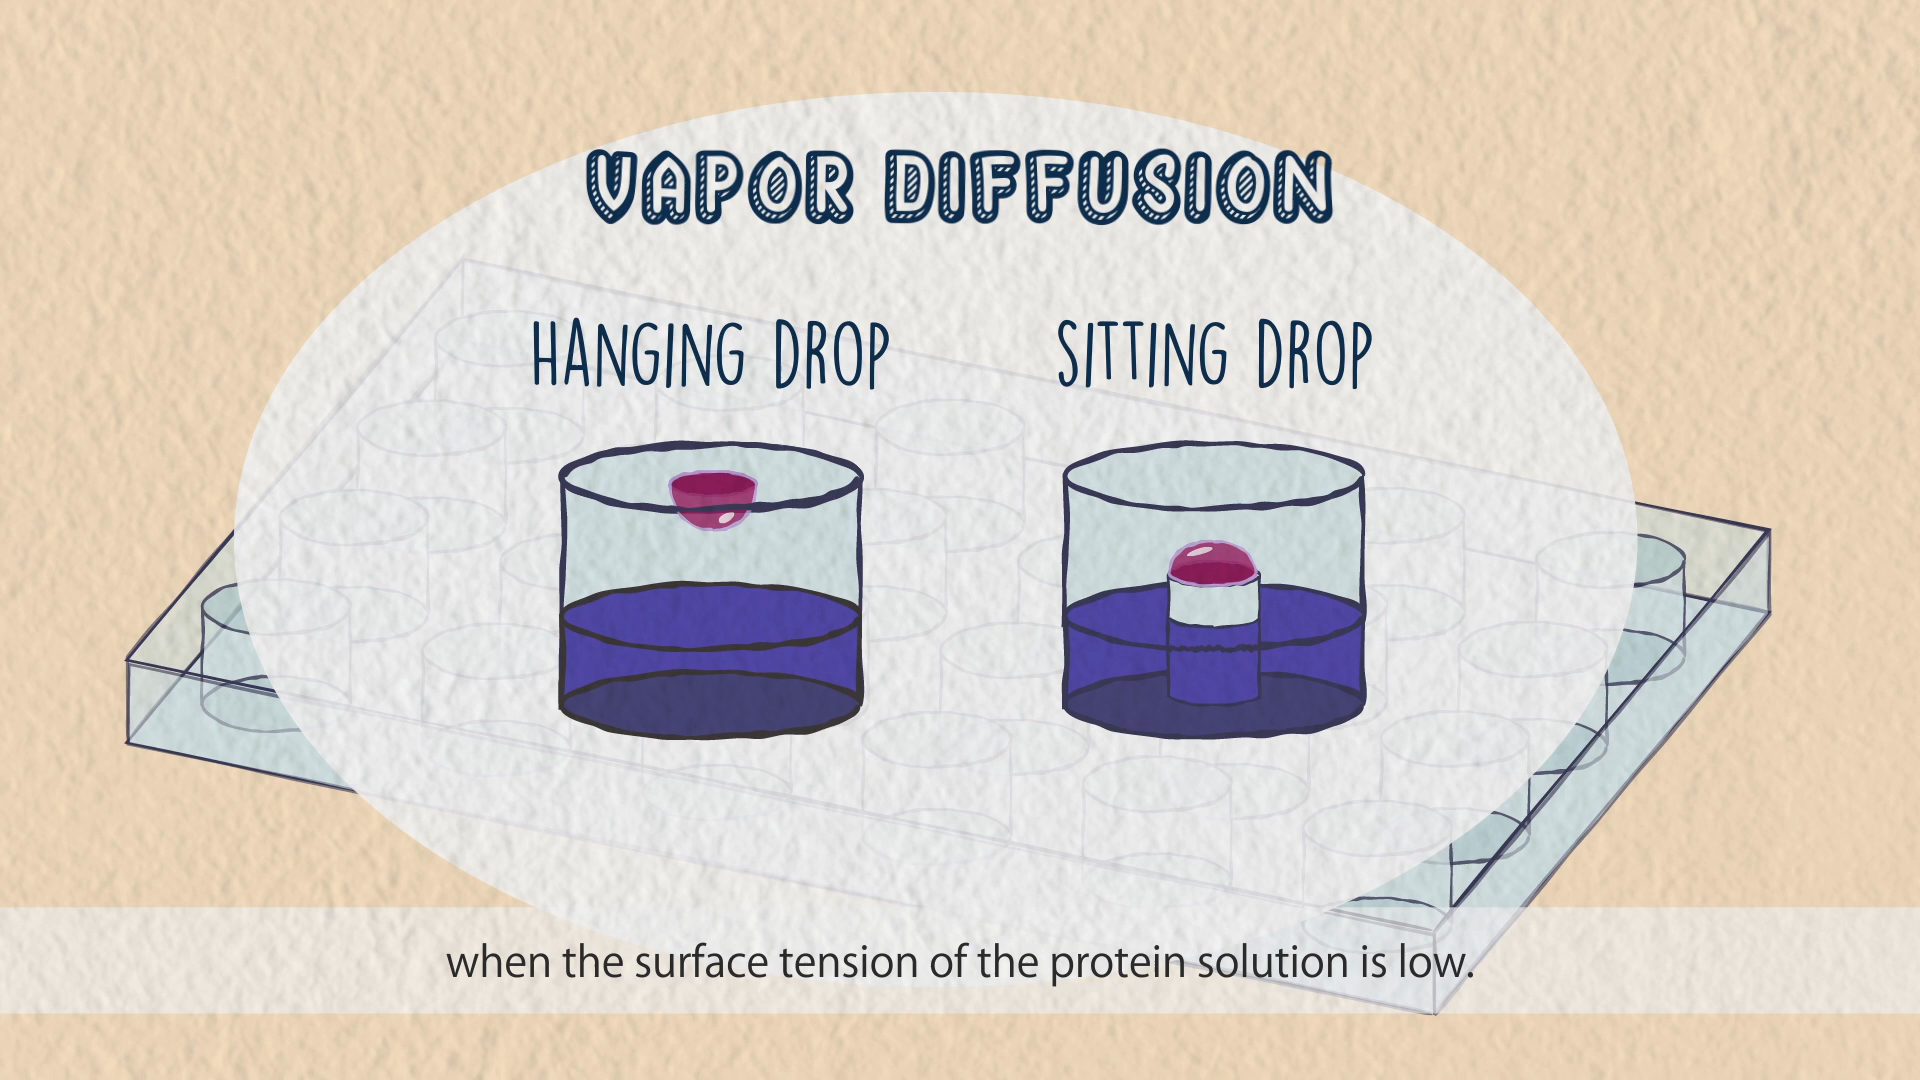 VAPOR DIFFUSION
HANGING DROP
SITTING DROP
when the surface tension of the protein solution is low.